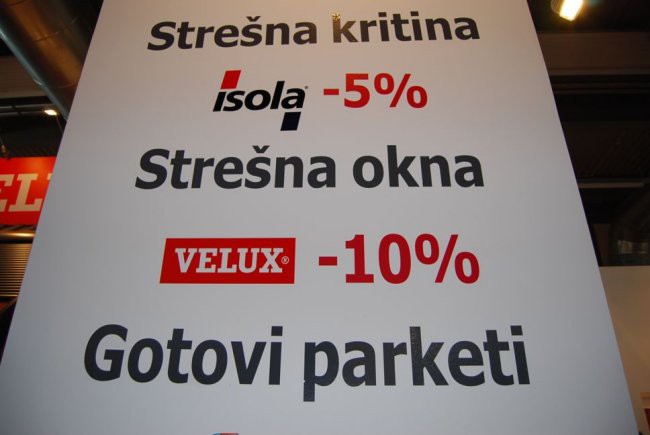 Strešna kritina
isola® -5%
Strešna okna
VELUX® -10%
Gotovi parketi